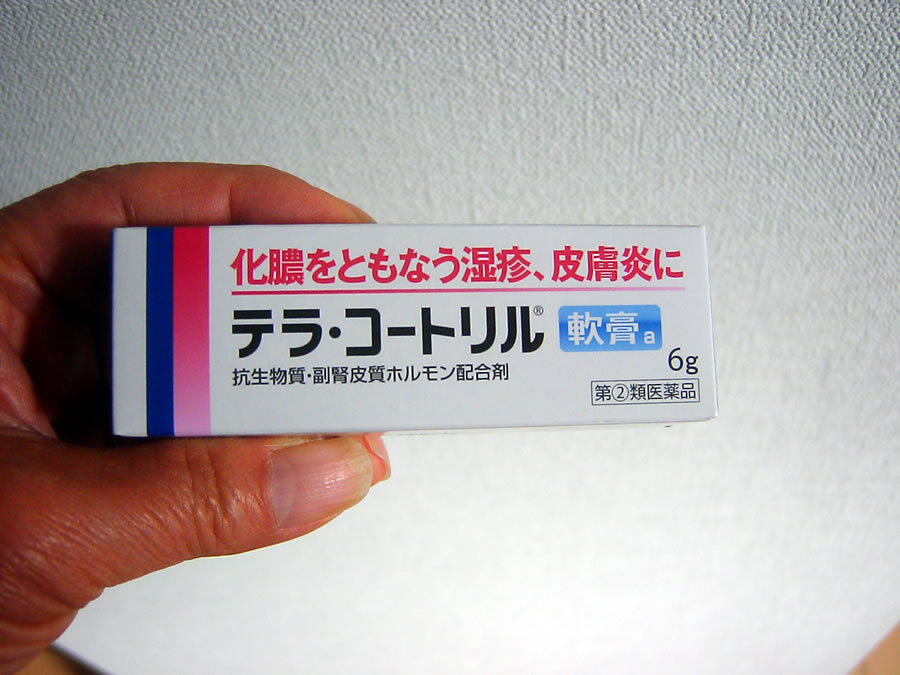 化膿をともなう湿疹、皮膚炎に
テラ・コートリル® 軟膏a
6g
抗生物質・副腎皮質ホルモン配合剤
第②類医薬品